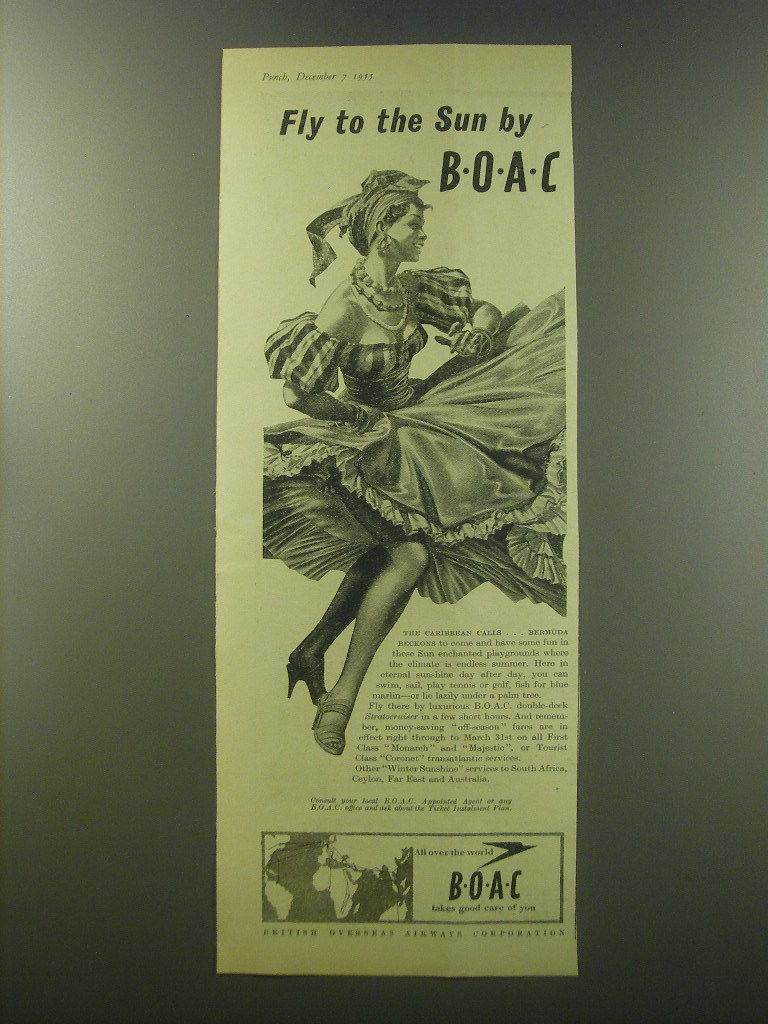 Punch, December 7 1955
Fly to the Sun by
B·O·A·C
THE CARIBBEAN CALLS . . . BERMUDA
BECKONS to come and have some fun in
these Sun enchanted playgrounds where
the climate is endless summer. Here in
eternal sunshine day after day, you can
swim, sail, play tennis or golf, fish for blue
marlin—or lie lazily under a palm tree.
Fly there by luxurious B.O.A.C. double-deck
Stratocruiser in a few short hours. And remem-
ber, money-saving "off-season" fares are in
effect right through to March 31st on all First
Class "Monarch" and "Majestic", or Tourist
Class "Coronet" transatlantic services.
Other "Winter Sunshine" services to South Africa,
Ceylon, Far East and Australia.
Consult your local B.O.A.C. Appointed Agent or any
B.O.A.C. office and ask about the Ticket Instalment Plan.
All over the world
B·O·A·C
takes good care of you
BRITISH OVERSEAS AIRWAYS CORPORATION